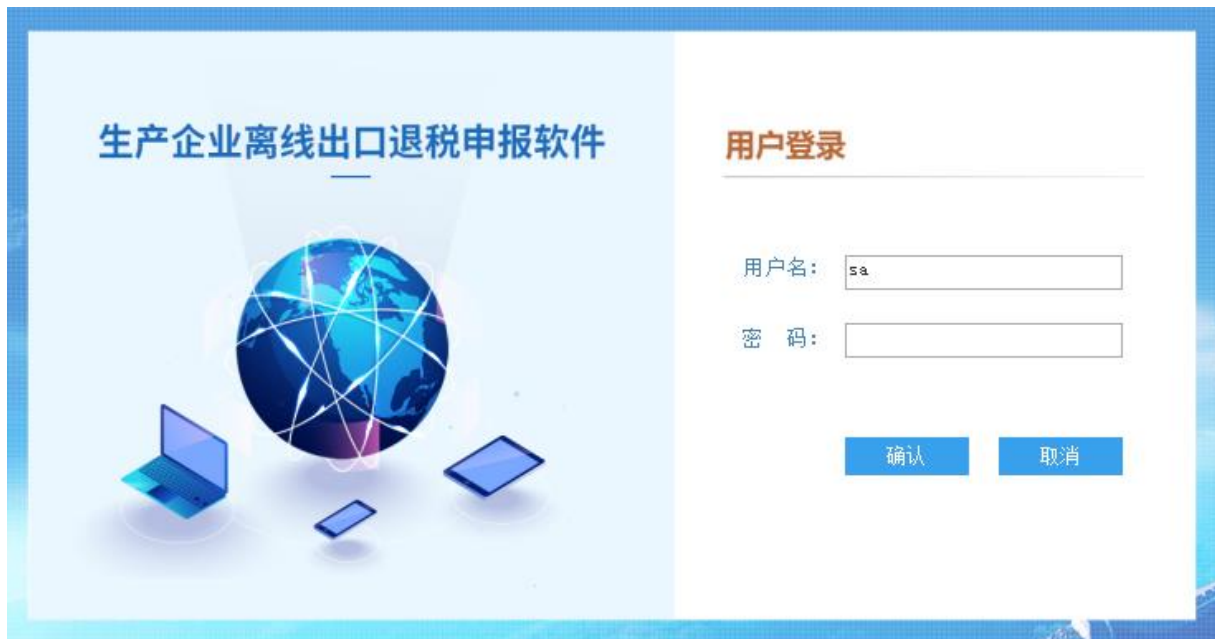 生产企业离线出口退税申报软件
用户登录
用户名：
sa
密 码：
确认
取消